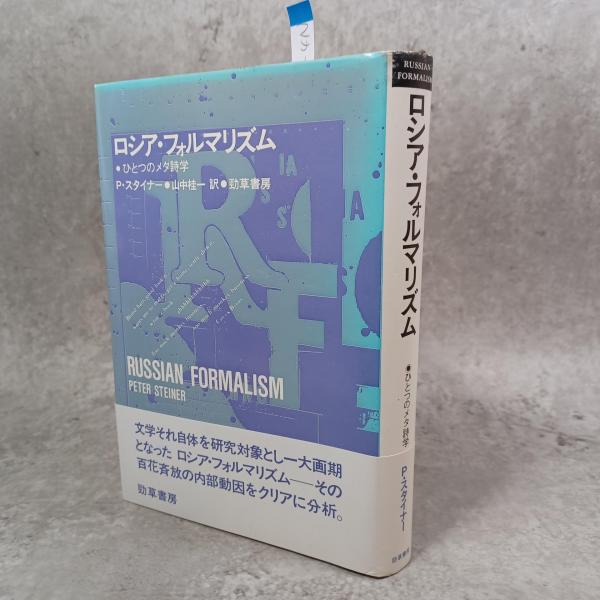 ロシア・フォルマリズム
●ひとつのメタ詩学
P・スタイナー●山中桂一 訳●勁草書房
IA
S
S
IA
R
F
RUSSIAN FORMALISM
PETER STEINER
文学それ自体を研究対象とし一大画期
となった ロシア・フォルマリズム──その
百花斉放の内部動因をクリアに分析。
勁草書房
RUSSIAN
FORMALISM
ロシア・フォルマリズム
●ひとつのメタ詩学
P・スタイナー
勁草書房